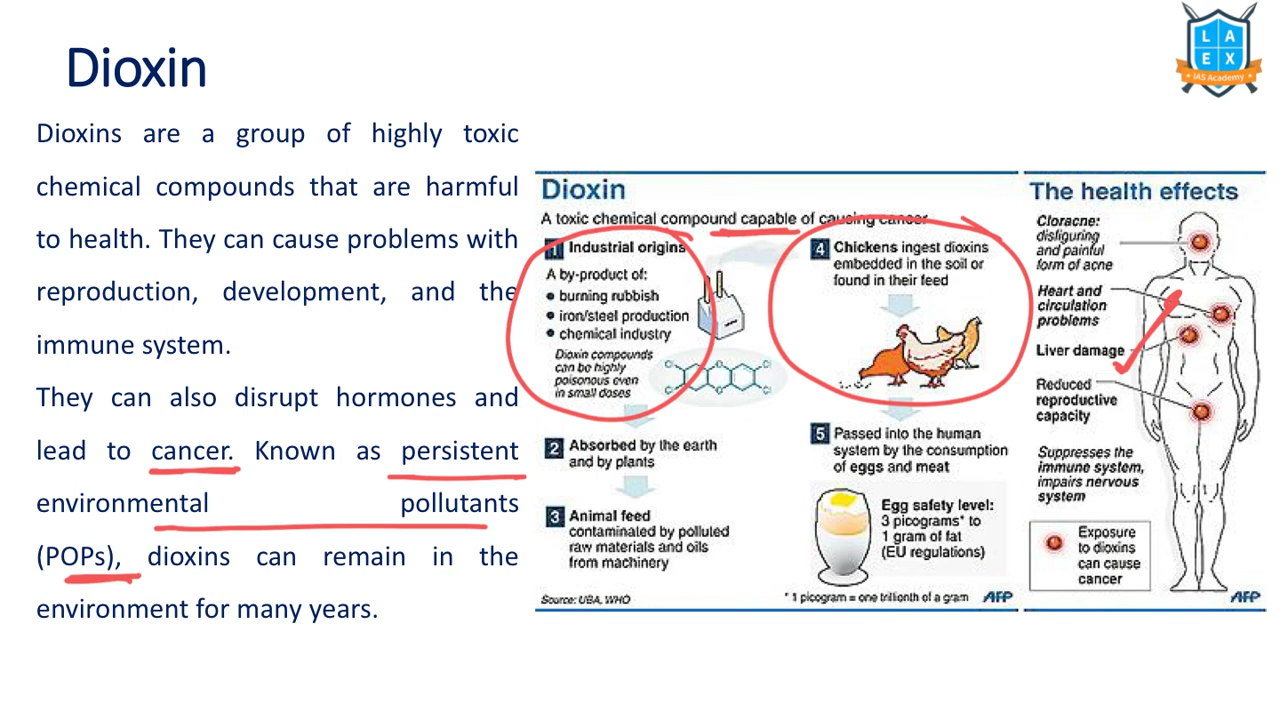 Dioxin
L A
E X
IAS Academy
Dioxins are a group of highly toxic
chemical compounds that are harmful
to health. They can cause problems with
reproduction, development, and the
immune system.
They can also disrupt hormones and
lead to cancer. Known as persistent
environmental pollutants
(POPs), dioxins can remain in the
environment for many years.
Dioxin
A toxic chemical compound capable of causing cancer
1 Industrial origins
A by-product of:
• burning rubbish
• iron/steel production
• chemical industry
Dioxin compounds
can be highly
poisonous even
in small doses
Cl O Cl
Cl O Cl
2 Absorbed by the earth
and by plants
3 Animal feed
contaminated by polluted
raw materials and oils
from machinery
4 Chickens ingest dioxins
embedded in the soil or
found in their feed
5 Passed into the human
system by the consumption
of eggs and meat
Egg safety level:
3 picograms* to
1 gram of fat
(EU regulations)
Source: UBA, WHO
* 1 picogram = one trillionth of a gram
AFP
The health effects
Cloracne:
disfiguring
and painful
form of acne
Heart and
circulation
problems
Liver damage
Reduced
reproductive
capacity
Suppresses the
immune system,
impairs nervous
system
Exposure
to dioxins
can cause
cancer
AFP